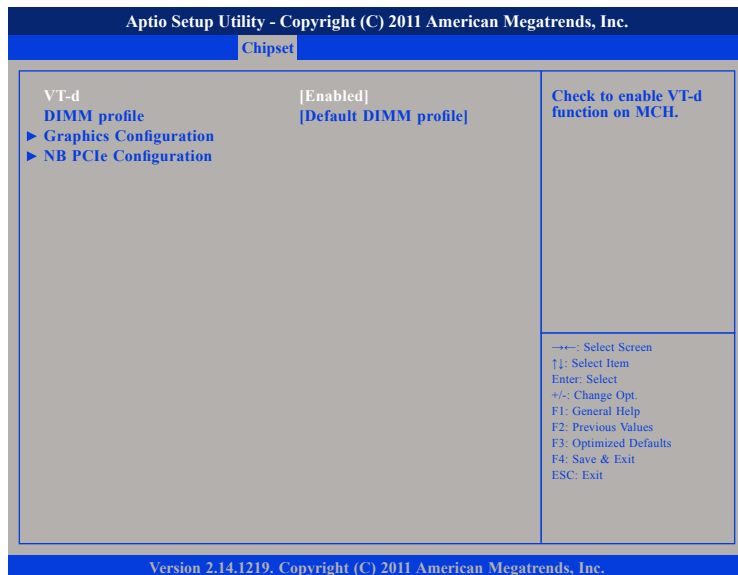 Aptio Setup Utility - Copyright (C) 2011 American Megatrends, Inc.
Chipset
VT-d [Enabled]
DIMM profile [Default DIMM profile]
► Graphics Configuration
► NB PCIe Configuration
Check to enable VT-d
function on MCH.
→←: Select Screen
↑↓: Select Item
Enter: Select
+/-: Change Opt.
F1: General Help
F2: Previous Values
F3: Optimized Defaults
F4: Save & Exit
ESC: Exit
Version 2.14.1219. Copyright (C) 2011 American Megatrends, Inc.